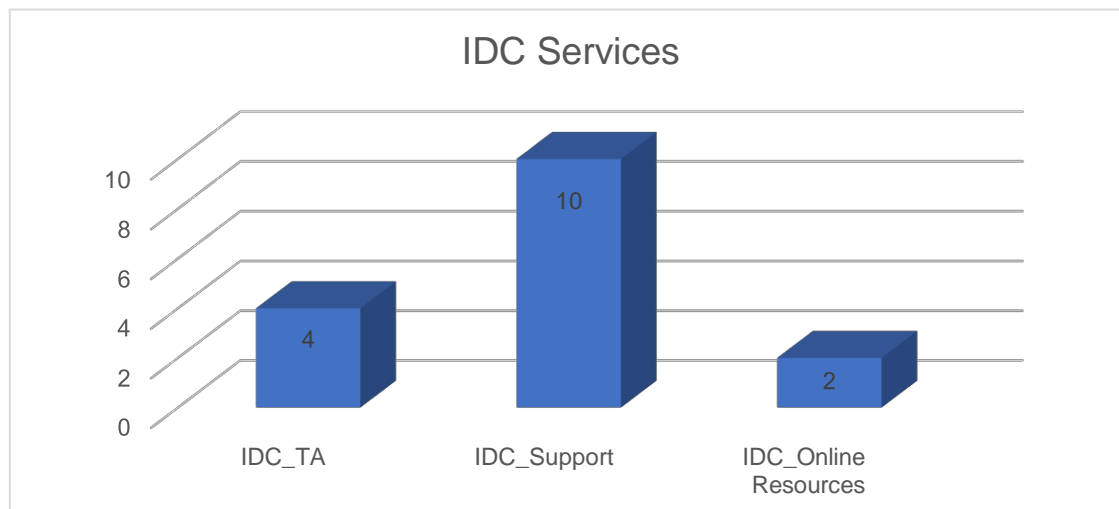 IDC Services
10
8
6
4
2
0
4
10
2
IDC_TA
IDC_Support
IDC_Online
Resources